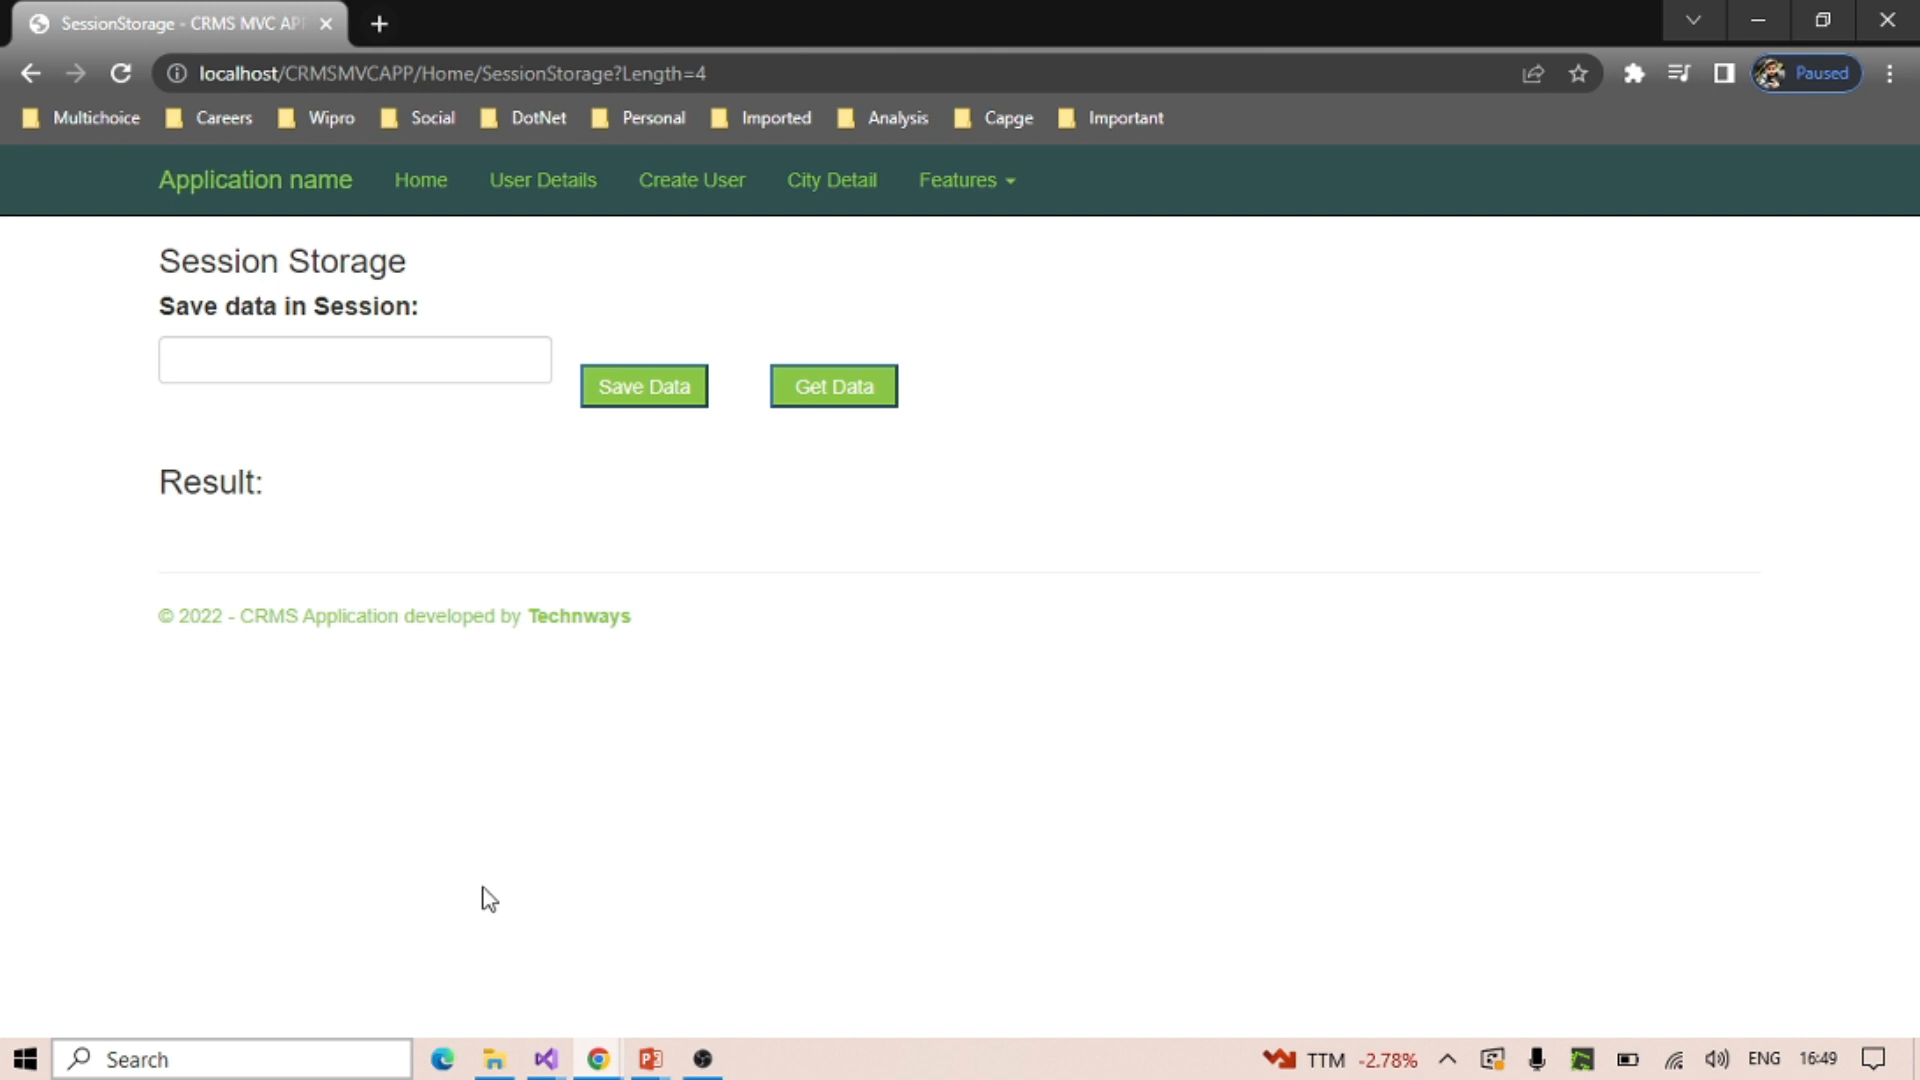 SessionStorage - CRMS MVC AP
localhost/CRMSMVCAPP/Home/SessionStorage?Length=4
Paused
Multichoice Careers Wipro Social DotNet Personal Imported Analysis Capge Important
Application name Home User Details Create User City Detail Features
Session Storage
Save data in Session:
Save Data Get Data
Result:
© 2022 - CRMS Application developed by Technways
Search TTM -2.78% ENG 16:49